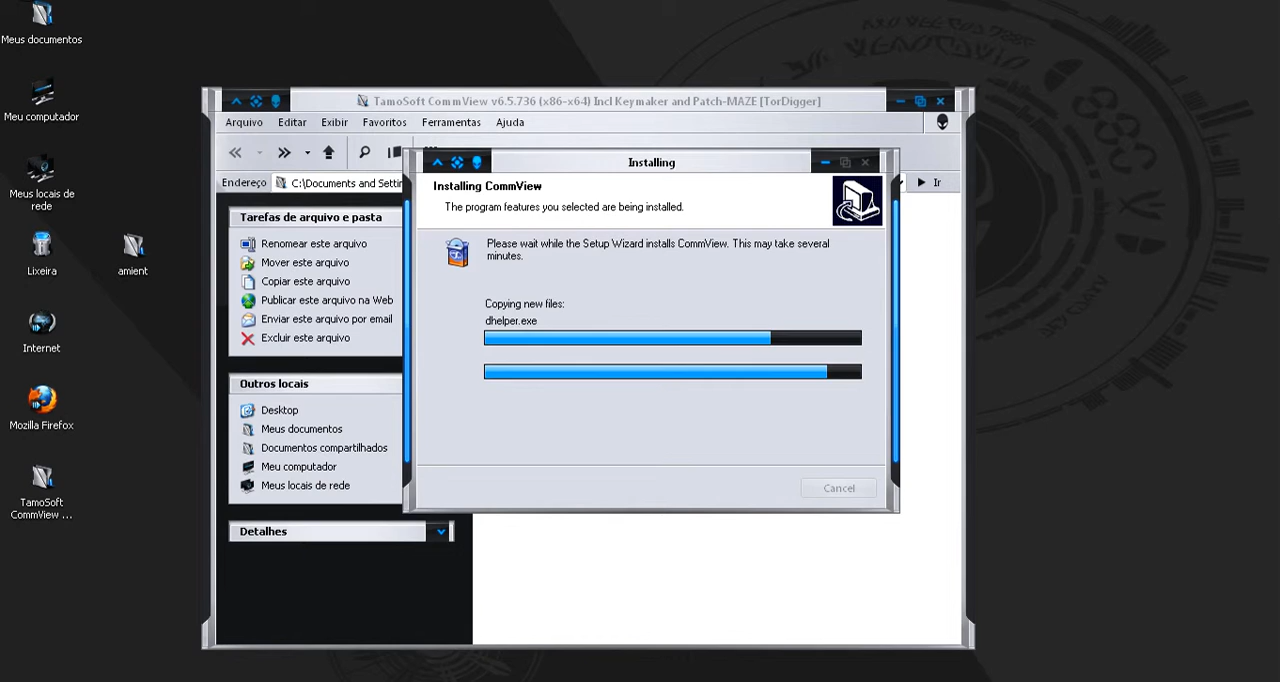 Meus documentos
Meu computador
Meus locais de
rede
Lixeira
amient
Internet
Mozilla Firefox
TamoSoft
CommView ...
TamoSoft CommView v6.5.736 (x86-x64) Incl Keymaker and Patch-MAZE [TorDigger]
Arquivo Editar Exibir Favoritos Ferramentas Ajuda
Endereço C:\Documents and Settin Ir
Tarefas de arquivo e pasta
Renomear este arquivo
Mover este arquivo
Copiar este arquivo
Publicar este arquivo na Web
Enviar este arquivo por email
Excluir este arquivo
Outros locais
Desktop
Meus documentos
Documentos compartilhados
Meu computador
Meus locais de rede
Detalhes
Installing
Installing CommView
The program features you selected are being installed.
Please wait while the Setup Wizard installs CommView. This may take several
minutes.
Copying new files:
dhelper.exe
Cancel